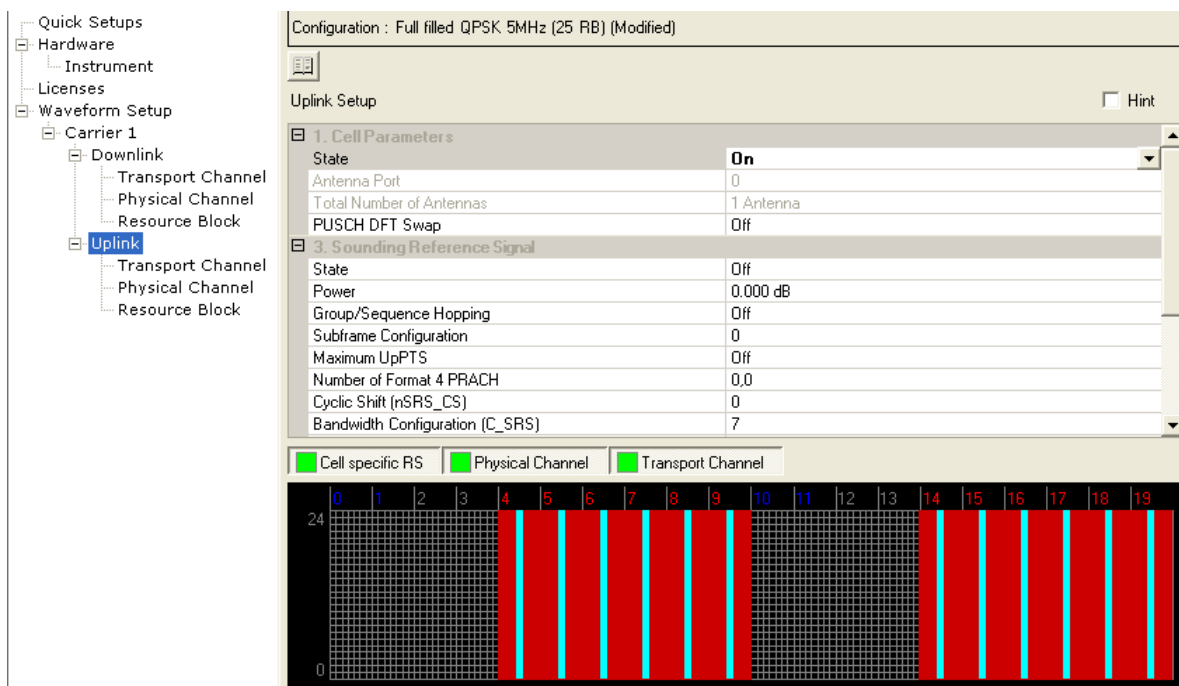 Quick Setups
Hardware
Instrument
Licenses
Waveform Setup
Carrier 1
Downlink
Transport Channel
Physical Channel
Resource Block
Uplink
Transport Channel
Physical Channel
Resource Block
Configuration : Full filled QPSK 5MHz (25 RB) (Modified)
Uplink Setup Hint
1. Cell Parameters
State On
Antenna Port 0
Total Number of Antennas 1 Antenna
PUSCH DFT Swap Off
3. Sounding Reference Signal
State Off
Power 0.000 dB
Group/Sequence Hopping Off
Subframe Configuration 0
Maximum UpPTS Off
Number of Format 4 PRACH 0,0
Cyclic Shift (nSRS_CS) 0
Bandwidth Configuration (C_SRS) 7
Cell specific RS Physical Channel Transport Channel
0 1 2 3 4 5 6 7 8 9 10 11 12 13 14 15 16 17 18 19
24
0